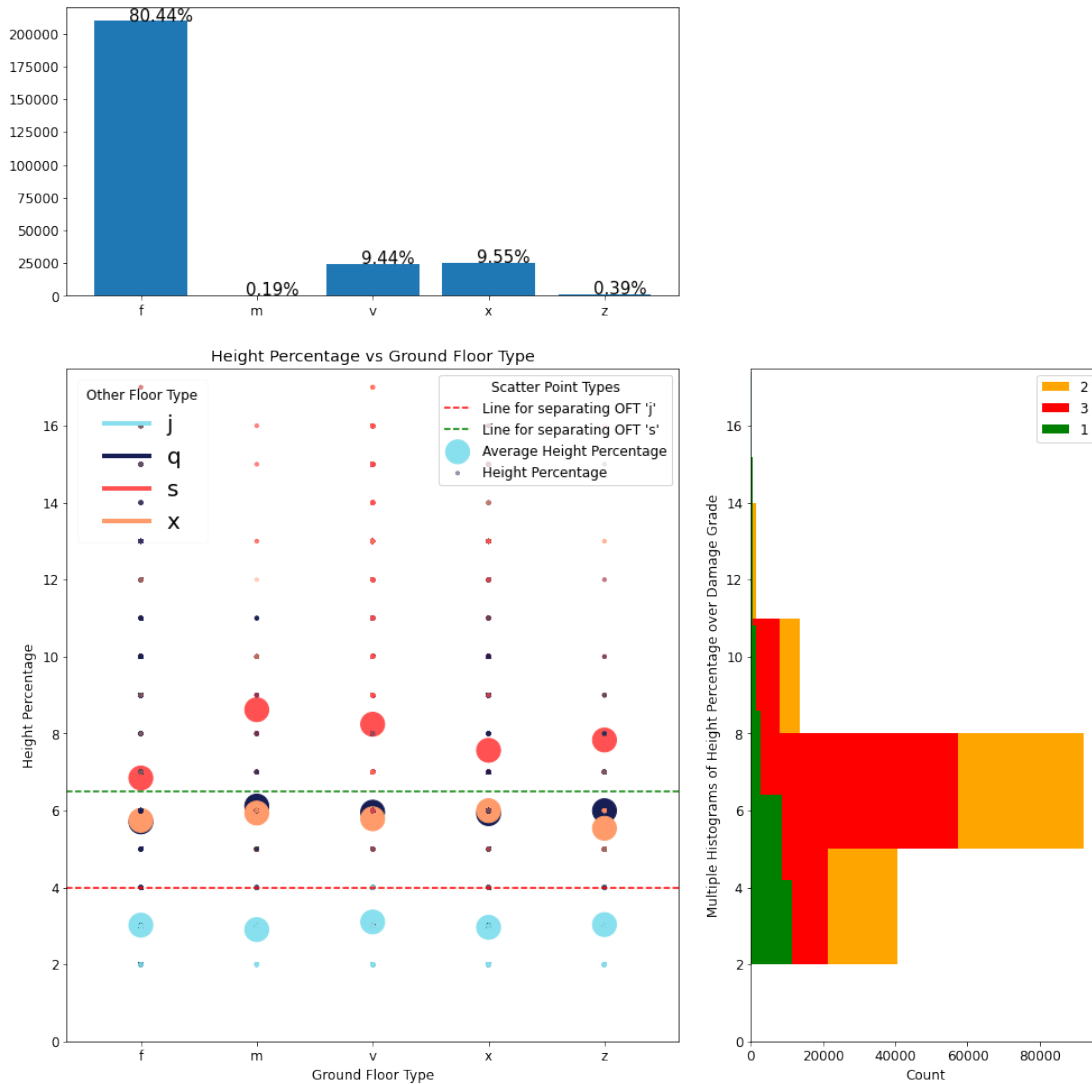 80.44%
0.19%
9.44%
9.55%
0.39%
200000
175000
150000
125000
100000
75000
50000
25000
0
f m v x z
Height Percentage vs Ground Floor Type
Other Floor Type
j
q
s
x
Scatter Point Types
Line for separating OFT 'j'
Line for separating OFT 's'
Average Height Percentage
Height Percentage
Height Percentage
16
14
12
10
8
6
4
2
0
f m v x z
Ground Floor Type
2
3
1
Multiple Histograms of Height Percentage over Damage Grade
16
14
12
10
8
6
4
2
0
0 20000 40000 60000 80000
Count